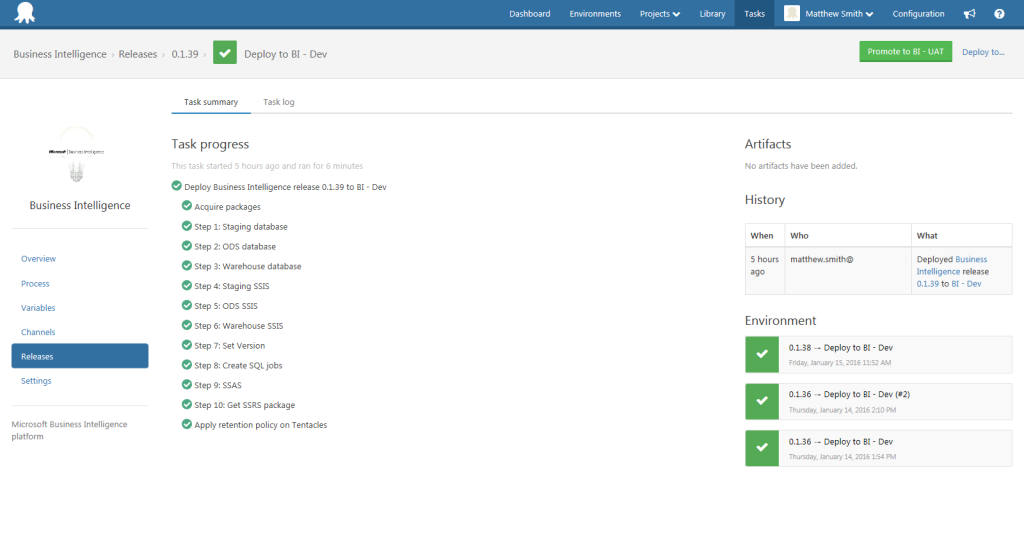 Dashboard Environments Projects Library Tasks Matthew Smith Configuration
Business Intelligence › Releases › 0.1.39 › Deploy to BI - Dev
Promote to BI - UAT Deploy to...
Task summary Task log
Microsoft | Business Intelligence
Business Intelligence
Overview
Process
Variables
Channels
Releases
Settings
Microsoft Business Intelligence
platform
Task progress
This task started 5 hours ago and ran for 6 minutes
Deploy Business Intelligence release 0.1.39 to BI - Dev
Acquire packages
Step 1: Staging database
Step 2: ODS database
Step 3: Warehouse database
Step 4: Staging SSIS
Step 5: ODS SSIS
Step 6: Warehouse SSIS
Step 7: Set Version
Step 8: Create SQL jobs
Step 9: SSAS
Step 10: Get SSRS package
Apply retention policy on Tentacles
Artifacts
No artifacts have been added.
History
When Who What
5 hours ago matthew.smith@ Deployed Business Intelligence release 0.1.39 to BI - Dev
Environment
0.1.38 → Deploy to BI - Dev
Friday, January 15, 2016 11:52 AM
0.1.36 → Deploy to BI - Dev (#2)
Thursday, January 14, 2016 2:10 PM
0.1.36 → Deploy to BI - Dev
Thursday, January 14, 2016 1:54 PM